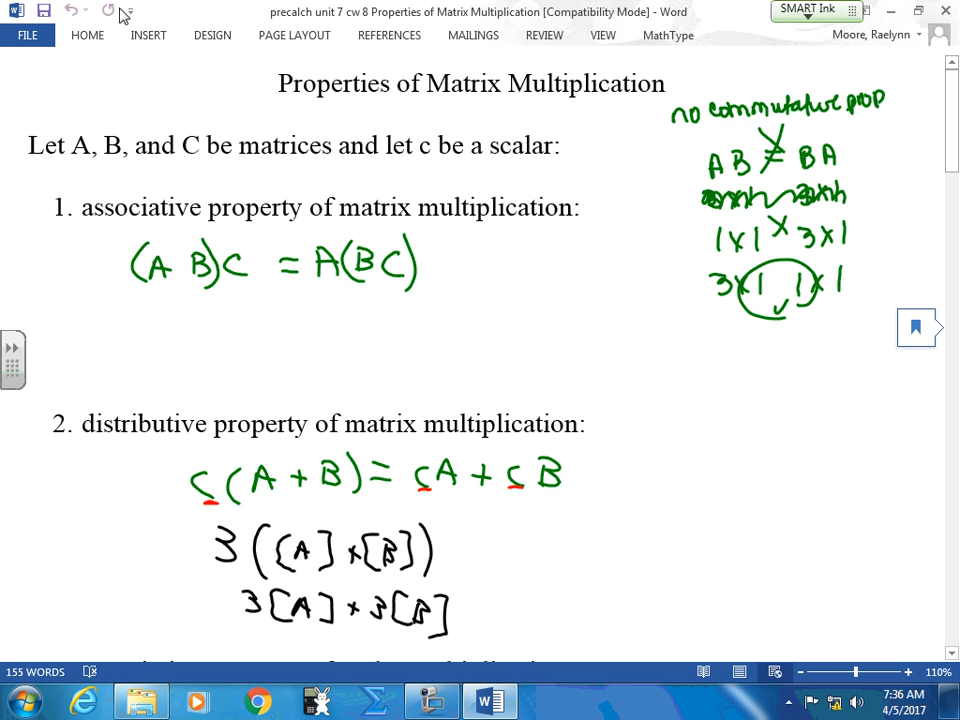 precalch unit 7 cw 8 Properties of Matrix Multiplication [Compatibility Mode] - Word
SMART Ink
FILE HOME INSERT DESIGN PAGE LAYOUT REFERENCES MAILINGS REVIEW VIEW MathType Moore, Raelynn
Properties of Matrix Multiplication
no commutative prop
Let A, B, and C be matrices and let c be a scalar:
AB ≠ BA
1. associative property of matrix multiplication:
1x1 x 3x1
(AB)C = A(BC)
3x1 1x1 ✓
2. distributive property of matrix multiplication:
c(A + B) = cA + cB
3([A] + [B])
3[A] + 3[B]
155 WORDS 110%
7:36 AM
4/5/2017